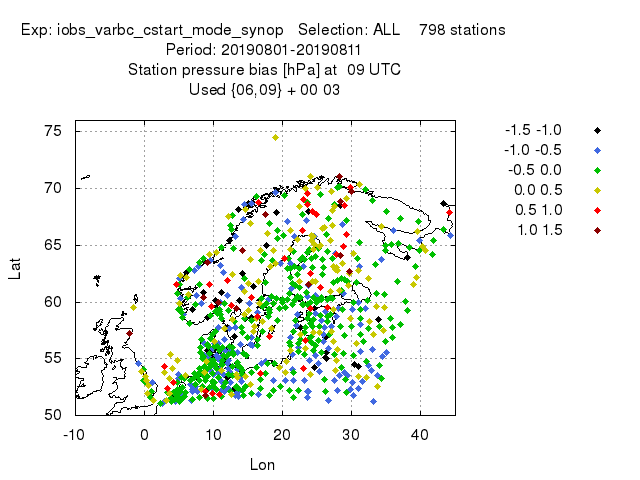 Exp: iobs_varbc_cstart_mode_synop   Selection: ALL    798 stations
Period: 20190801-20190811
Station pressure bias [hPa] at  09 UTC
Used {06,09} + 00 03
-1.5 -1.0
-1.0 -0.5
-0.5 0.0
0.0 0.5
0.5 1.0
1.0 1.5
75
70
65
60
55
50
Lat
-10 0 10 20 30 40
Lon